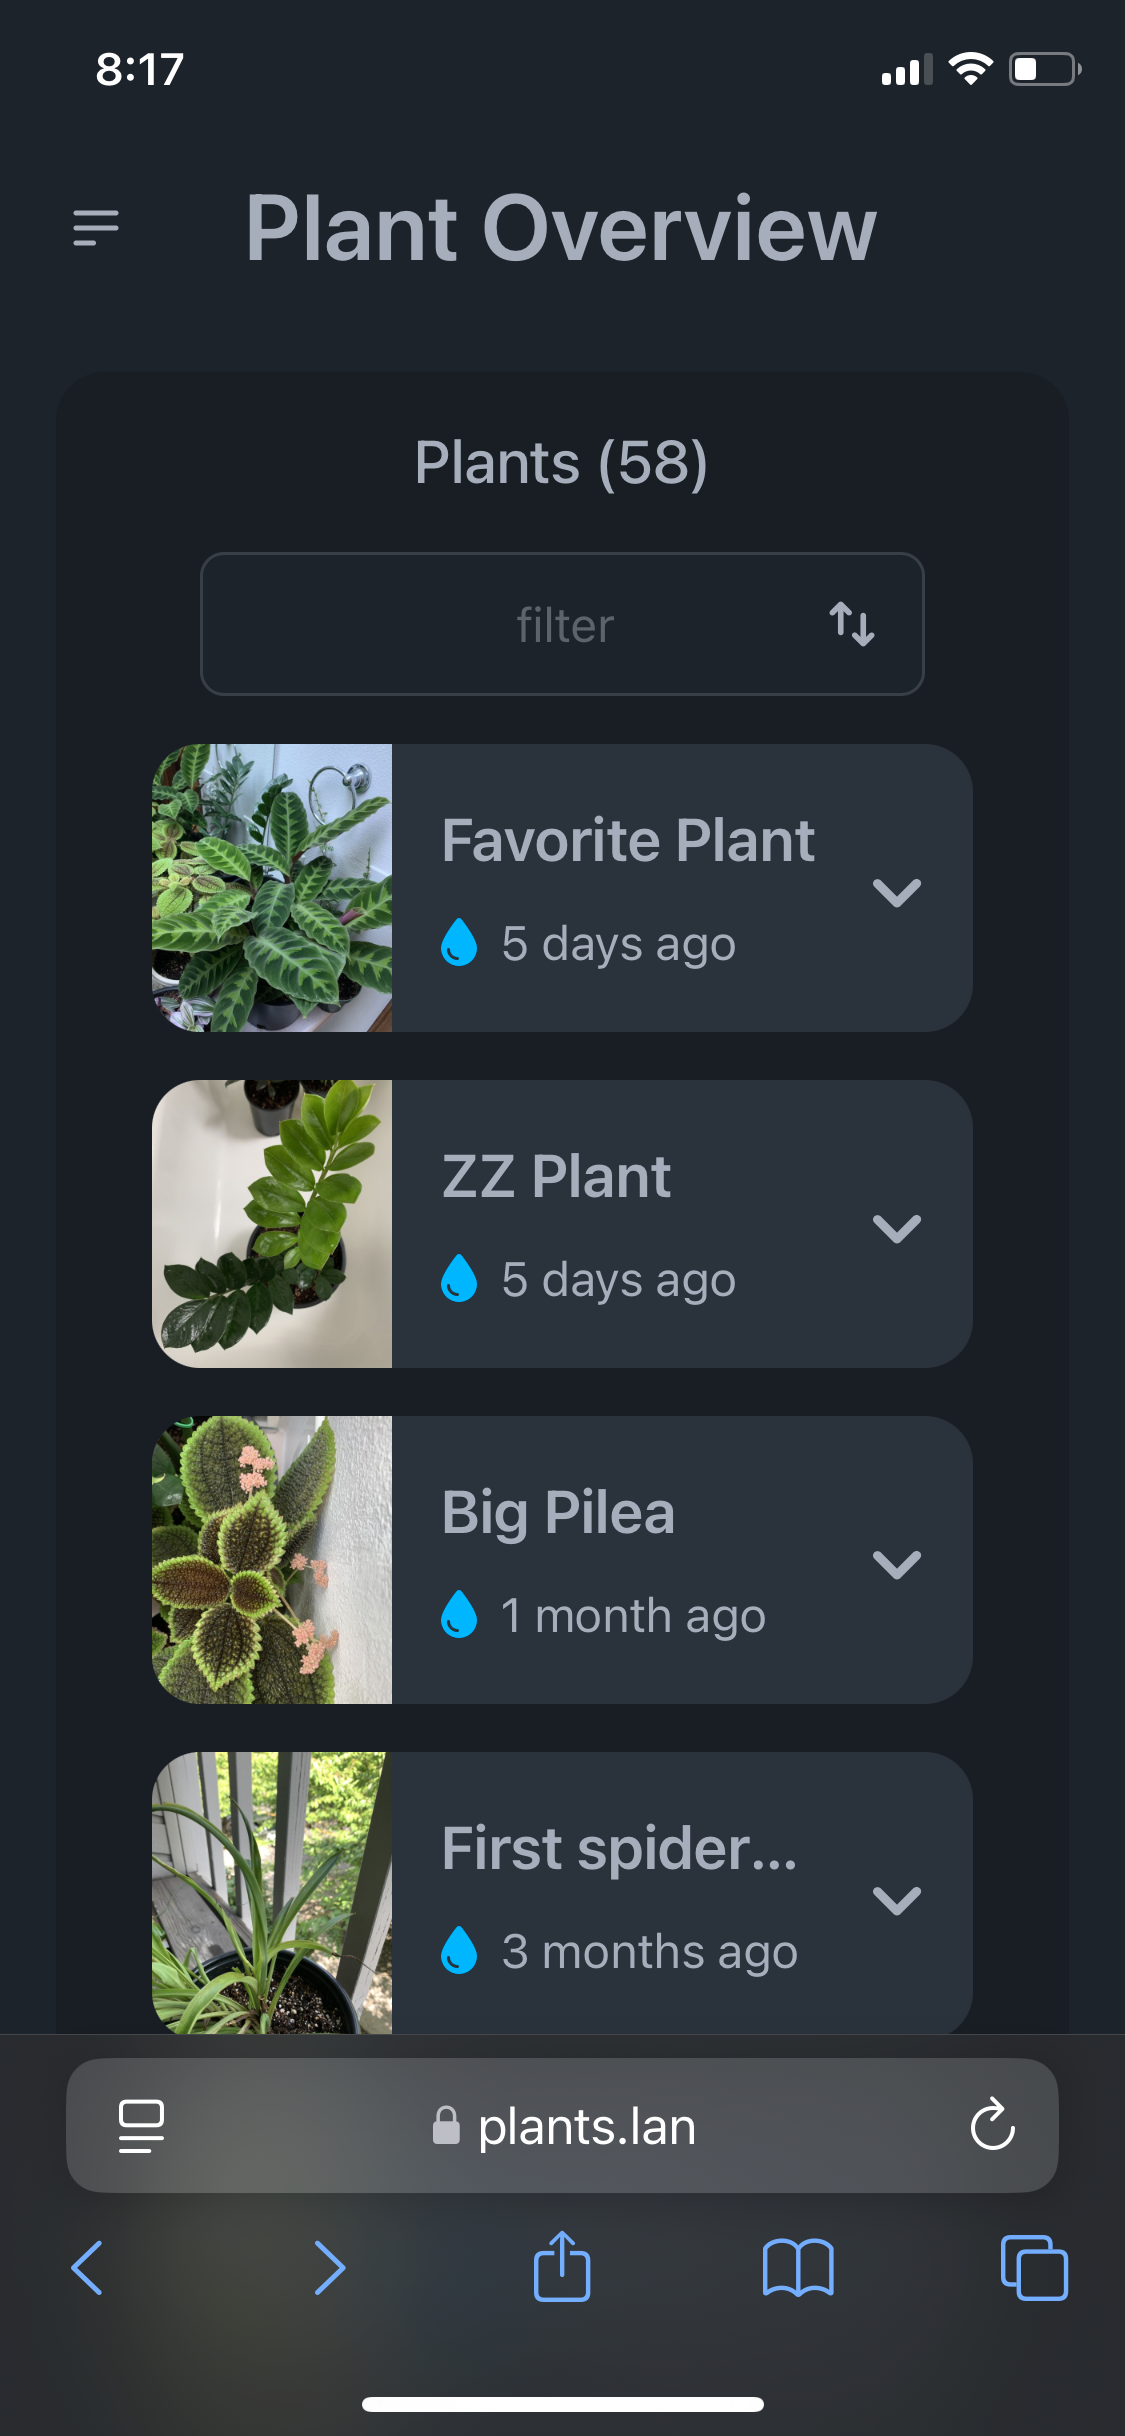 8:17
Plant Overview
Plants (58)
filter
Favorite Plant
5 days ago
ZZ Plant
5 days ago
Big Pilea
1 month ago
First spider...
3 months ago
plants.lan